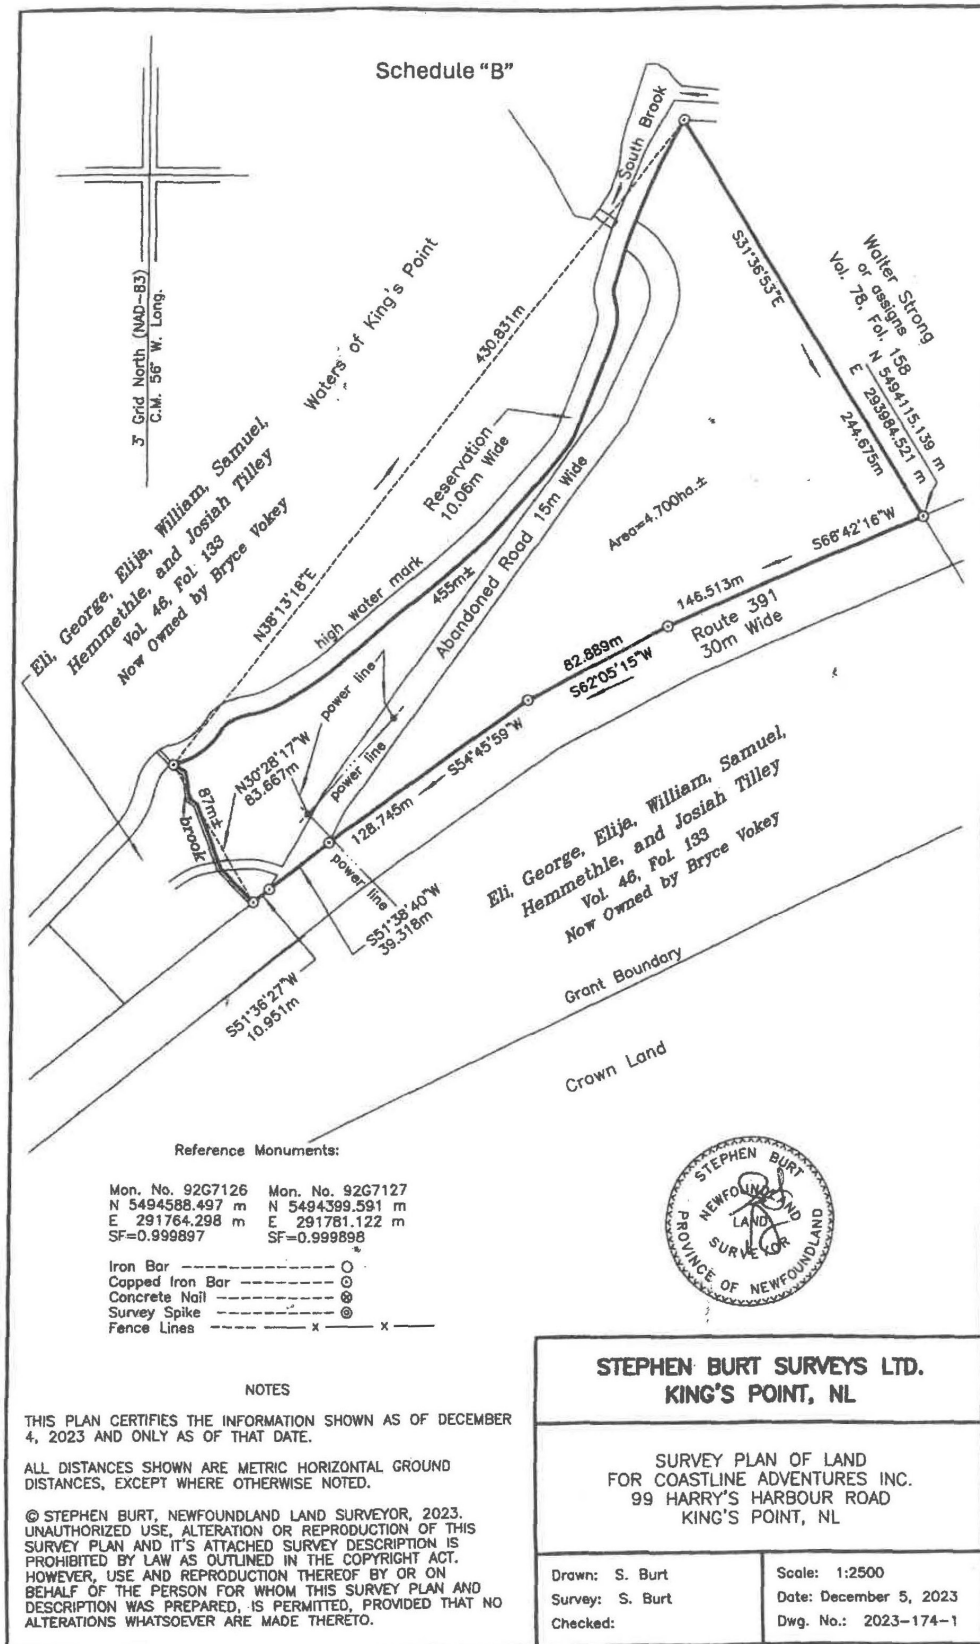 Schedule "B"
South Brook
3° Grid North (NAD-83)
C.M. 56° W. Long.
Waters of King's Point
430.831m
N38°13'18"E
S31°36'53"E
244.675m
Walter Strong
or assigns
Vol. 78, Fol. 158
N 5494115.139 m
E 293984.521 m
Eli, George, Elija, William, Samuel,
Hemmethle, and Josiah Tilley
Vol. 46, Fol. 133
Now Owned by Bryce Vokey
Reservation
10.06m Wide
high water mark
455m±
Abandoned Road 15m Wide
Area=4.700ha.±
S66°42'16"W
146.513m
Route 391
30m Wide
82.889m
S62°05'15"W
S54°45'59"W
128.745m
power line
power line
power line
N30°28'17"W
83.667m
87m±
brook
S51°38'40"W
39.318m
S51°36'27"W
10.951m
Eli, George, Elija, William, Samuel,
Hemmethle, and Josiah Tilley
Vol. 46, Fol 133
Now Owned by Bryce Vokey
Grant Boundary
Crown Land
Reference Monuments:
Mon. No. 92G7126
N 5494588.497 m
E 291764.298 m
SF=0.999897
Mon. No. 92G7127
N 5494399.591 m
E 291781.122 m
SF=0.999898
Iron Bar
Capped Iron Bar
Concrete Nail
Survey Spike
Fence Lines
STEPHEN BURT
NEWFOUNDLAND
LAND
SURVEYOR
PROVINCE OF NEWFOUNDLAND
NOTES
THIS PLAN CERTIFIES THE INFORMATION SHOWN AS OF DECEMBER
4, 2023 AND ONLY AS OF THAT DATE.
ALL DISTANCES SHOWN ARE METRIC HORIZONTAL GROUND
DISTANCES, EXCEPT WHERE OTHERWISE NOTED.
© STEPHEN BURT, NEWFOUNDLAND LAND SURVEYOR, 2023.
UNAUTHORIZED USE, ALTERATION OR REPRODUCTION OF THIS
SURVEY PLAN AND IT'S ATTACHED SURVEY DESCRIPTION IS
PROHIBITED BY LAW AS OUTLINED IN THE COPYRIGHT ACT.
HOWEVER, USE AND REPRODUCTION THEREOF BY OR ON
BEHALF OF THE PERSON FOR WHOM THIS SURVEY PLAN AND
DESCRIPTION WAS PREPARED, IS PERMITTED, PROVIDED THAT NO
ALTERATIONS WHATSOEVER ARE MADE THERETO.
STEPHEN BURT SURVEYS LTD.
KING'S POINT, NL
SURVEY PLAN OF LAND
FOR COASTLINE ADVENTURES INC.
99 HARRY'S HARBOUR ROAD
KING'S POINT, NL
Drawn: S. Burt
Survey: S. Burt
Checked:
Scale: 1:2500
Date: December 5, 2023
Dwg. No.: 2023-174-1